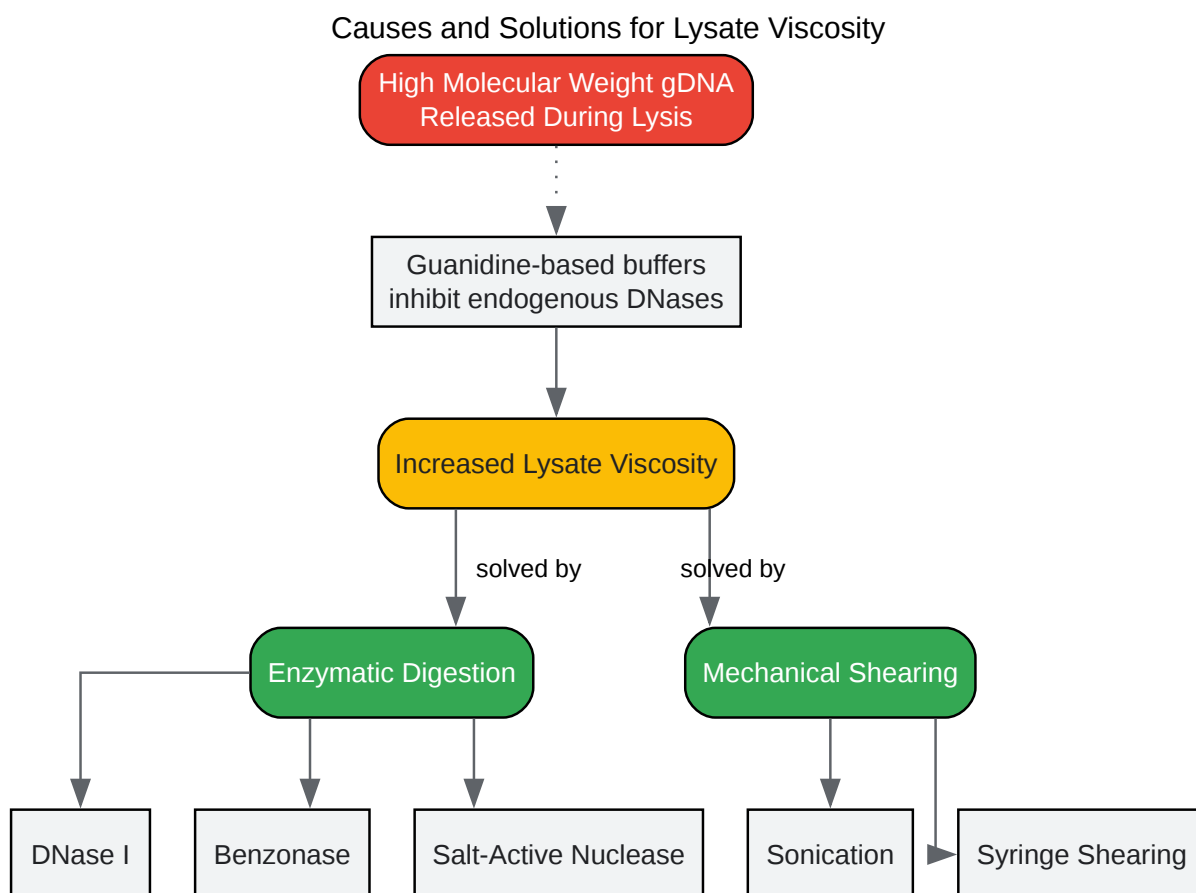 Causes and Solutions for Lysate Viscosity
High Molecular Weight gDNA
Released During Lysis
Guanidine-based buffers
inhibit endogenous DNases
Increased Lysate Viscosity
solved by
solved by
Enzymatic Digestion
Mechanical Shearing
DNase I
Benzonase
Salt-Active Nuclease
Sonication
Syringe Shearing